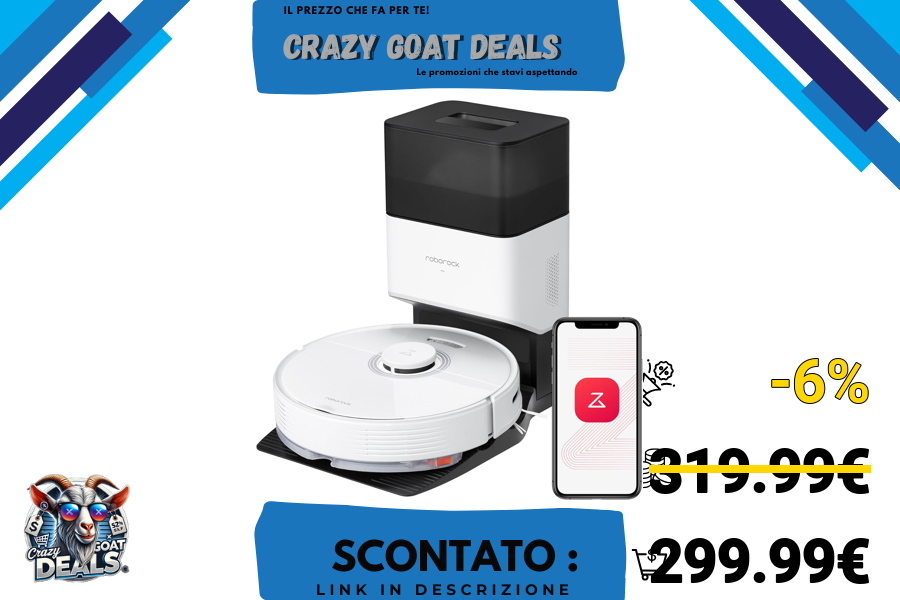 IL PREZZO CHE FA PER TE!
CRAZY GOAT DEALS
Le promozioni che stavi aspettando
roborock
-6%
319.99€
299.99€
SCONTATO :
LINK IN DESCRIZIONE
Crazy
GOAT
DEALS